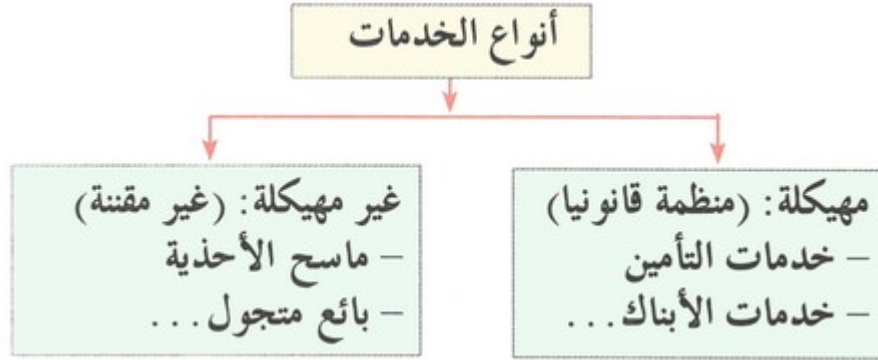 أنواع الخدمات
مهيكلة: (منظمة قانونيا)
– خدمات التأمين
– خدمات الأبناك...
غير مهيكلة: (غير مقننة)
– ماسح الأحذية
– بائع متجول...